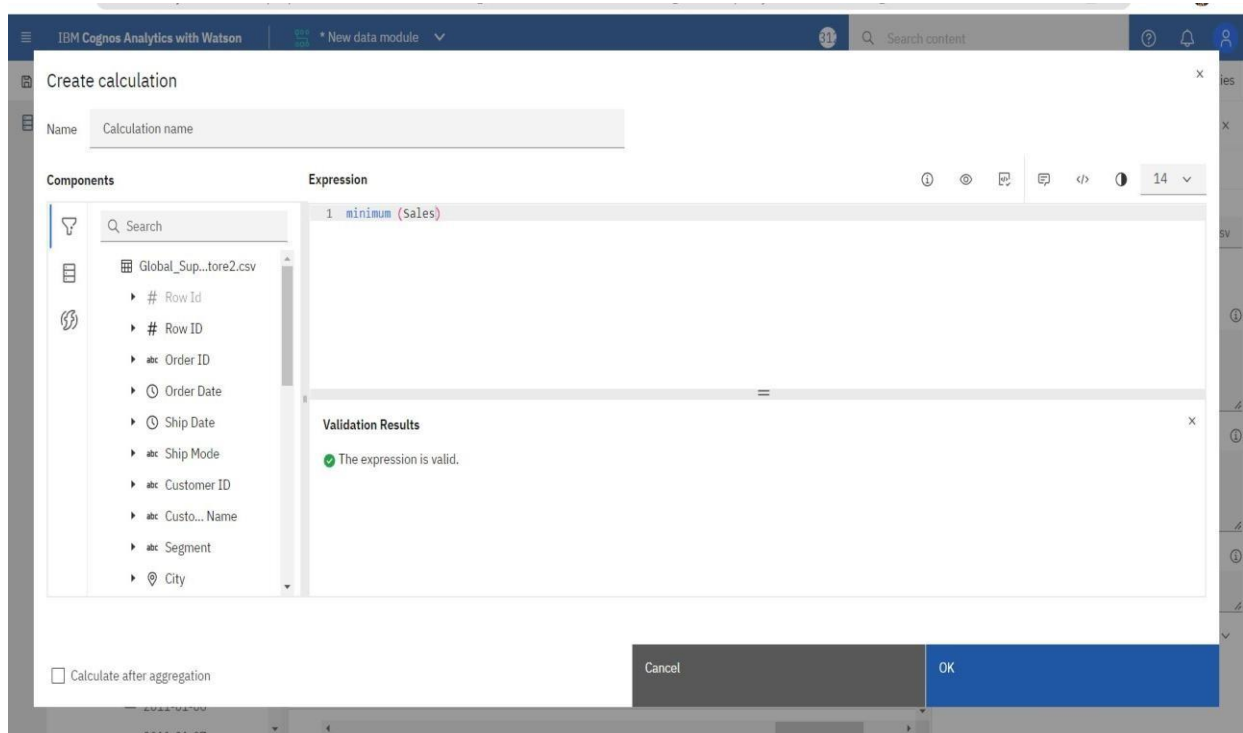 IBM Cognos Analytics with Watson
* New data module
Search content
Create calculation
x
ies
Name
Calculation name
x
Components
Expression
14
Search
1 minimum (Sales)
sv
Global_Sup...tore2.csv
# Row Id
# Row ID
abc Order ID
Order Date
Ship Date
Validation Results
x
abc Ship Mode
The expression is valid.
abc Customer ID
abc Custo... Name
abc Segment
City
Calculate after aggregation
Cancel
OK